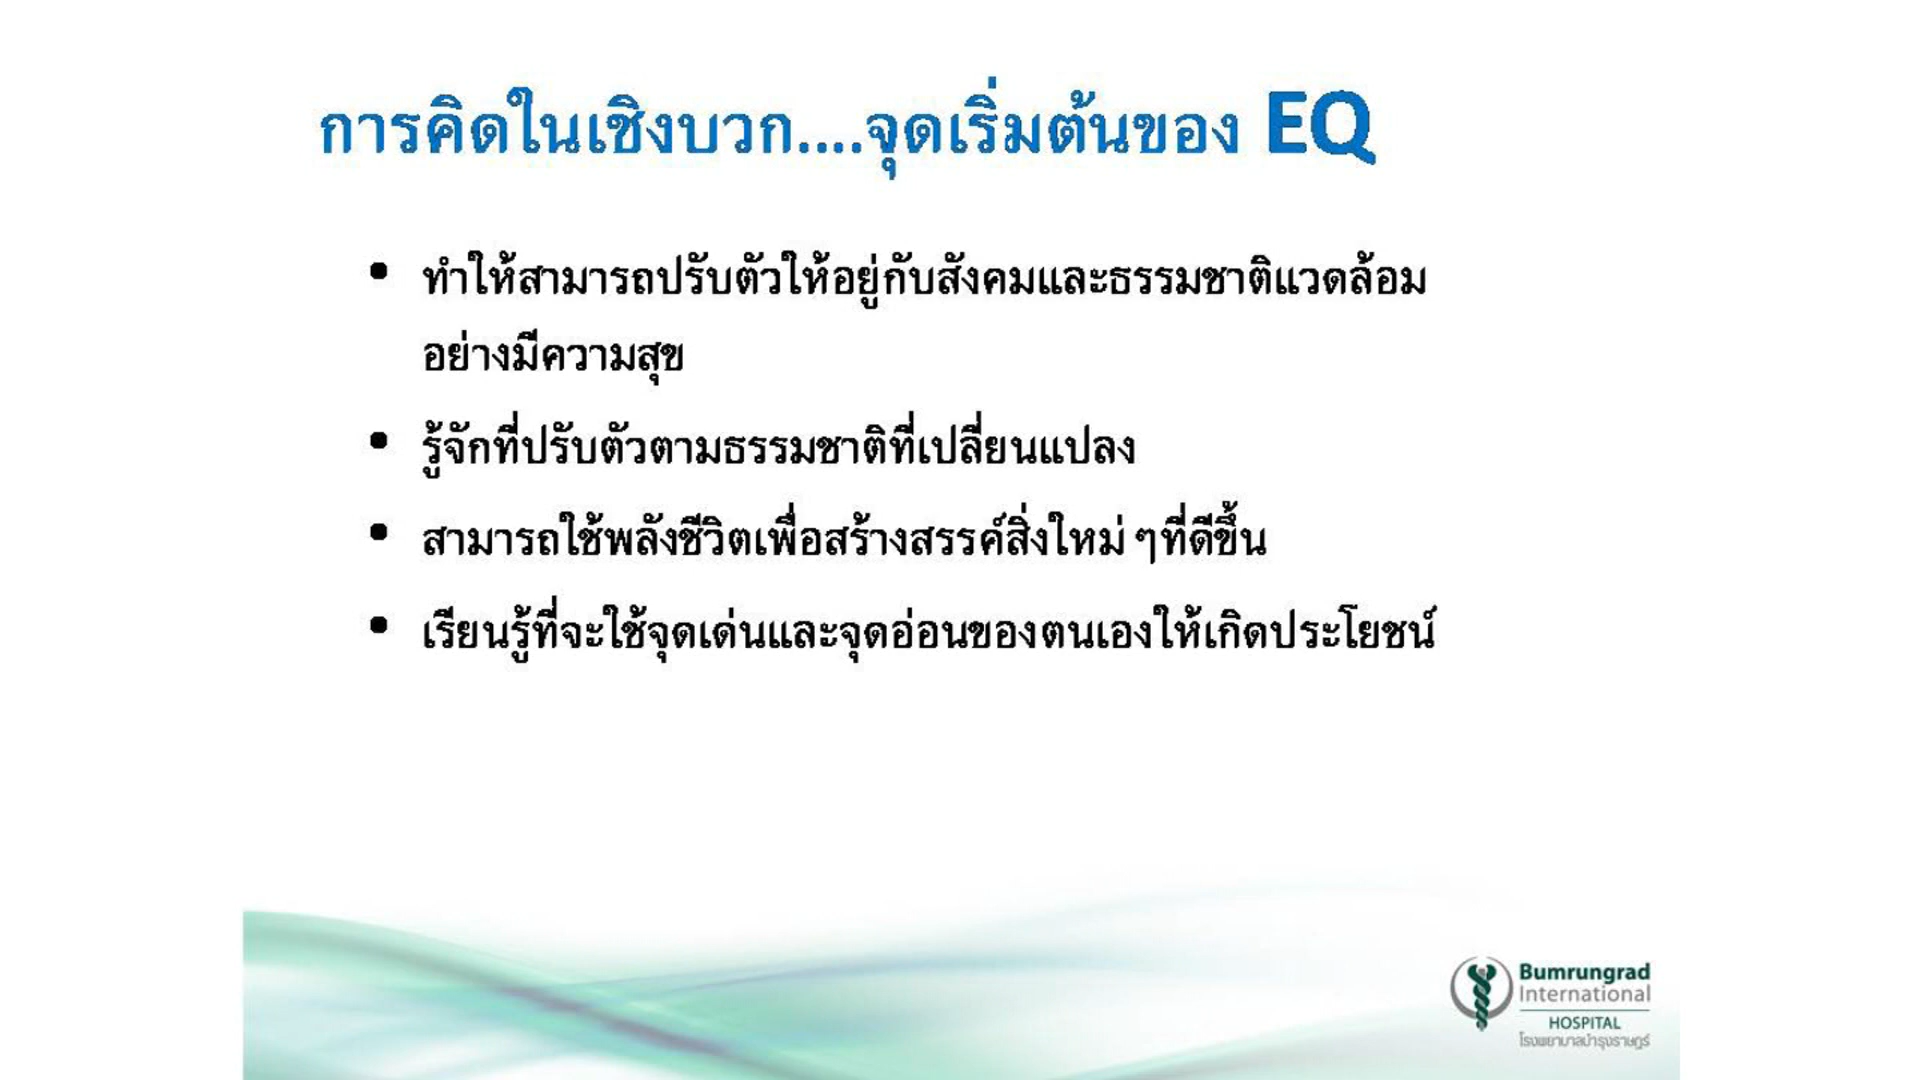 การคิดในเชิงบวก....จุดเริ่มต้นของ EQ
• ทำให้สามารถปรับตัวให้อยู่กับสังคมและธรรมชาติแวดล้อม
อย่างมีความสุข
• รู้จักที่ปรับตัวตามธรรมชาติที่เปลี่ยนแปลง
• สามารถใช้พลังชีวิตเพื่อสร้างสรรค์สิ่งใหม่ ๆที่ดีขึ้น
• เรียนรู้ที่จะใช้จุดเด่นและจุดอ่อนของตนเองให้เกิดประโยชน์
Bumrungrad
International
HOSPITAL
โรงพยาบาลบำรุงราษฎร์